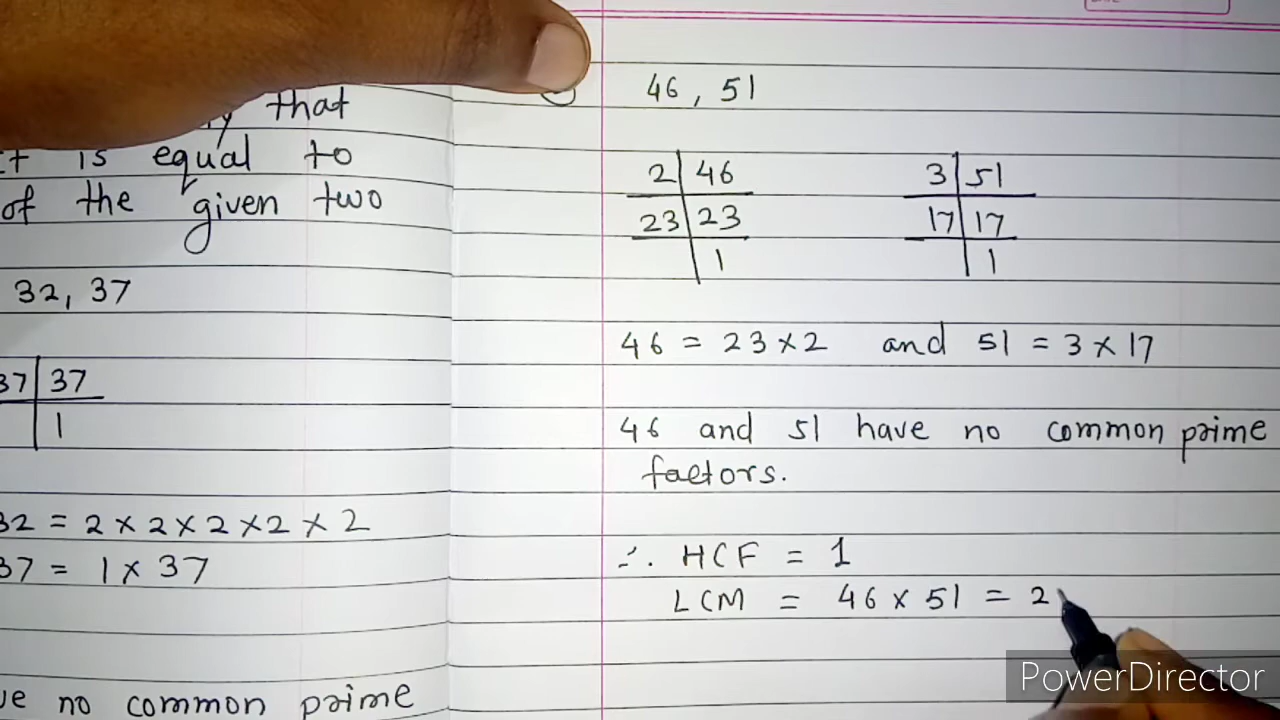 that
is equal to
of the given two
32, 37
37 37
1
32 = 2 × 2 × 2 × 2 × 2
37 = 1 × 37
no common prime
46, 51
2 46
23 23
1
3 51
17 17
1
46 = 23 × 2 and 51 = 3 × 17
46 and 51 have no common prime
factors.
∴ HCF = 1
LCM = 46 × 51 = 2
PowerDirector